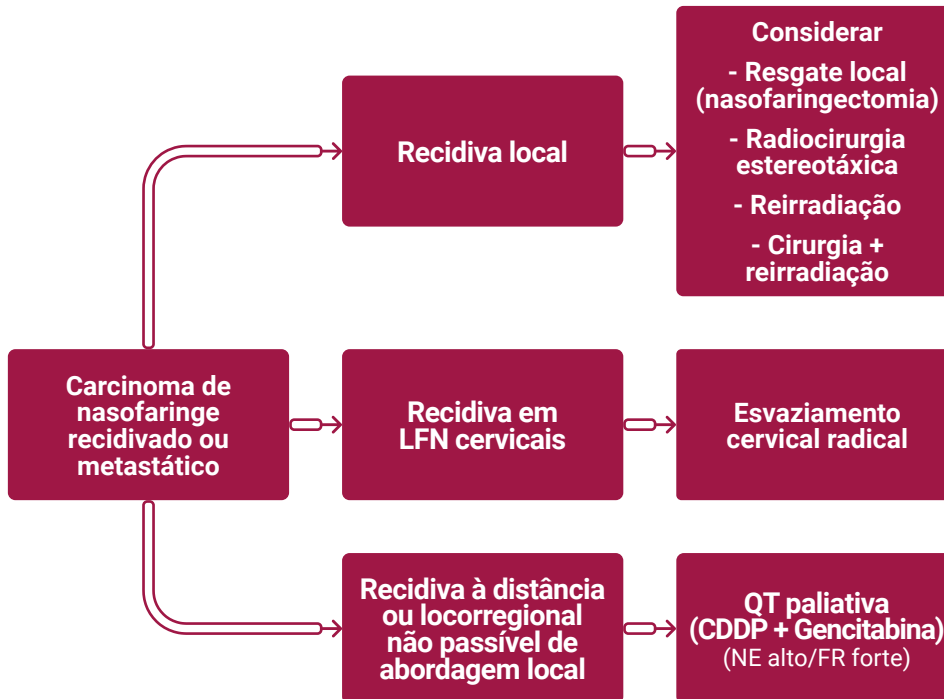 Carcinoma de
nasofaringe
recidivado ou
metastático
Recidiva local
Considerar
- Resgate local
(nasofaringectomia)
- Radiocirurgia
estereotáxica
- Reirradiação
- Cirurgia +
reirradiação
Recidiva em
LFN cervicais
Esvaziamento
cervical radical
Recidiva à distância
ou locorregional
não passível de
abordagem local
QT paliativa
(CDDP + Gencitabina)
(NE alto/FR forte)